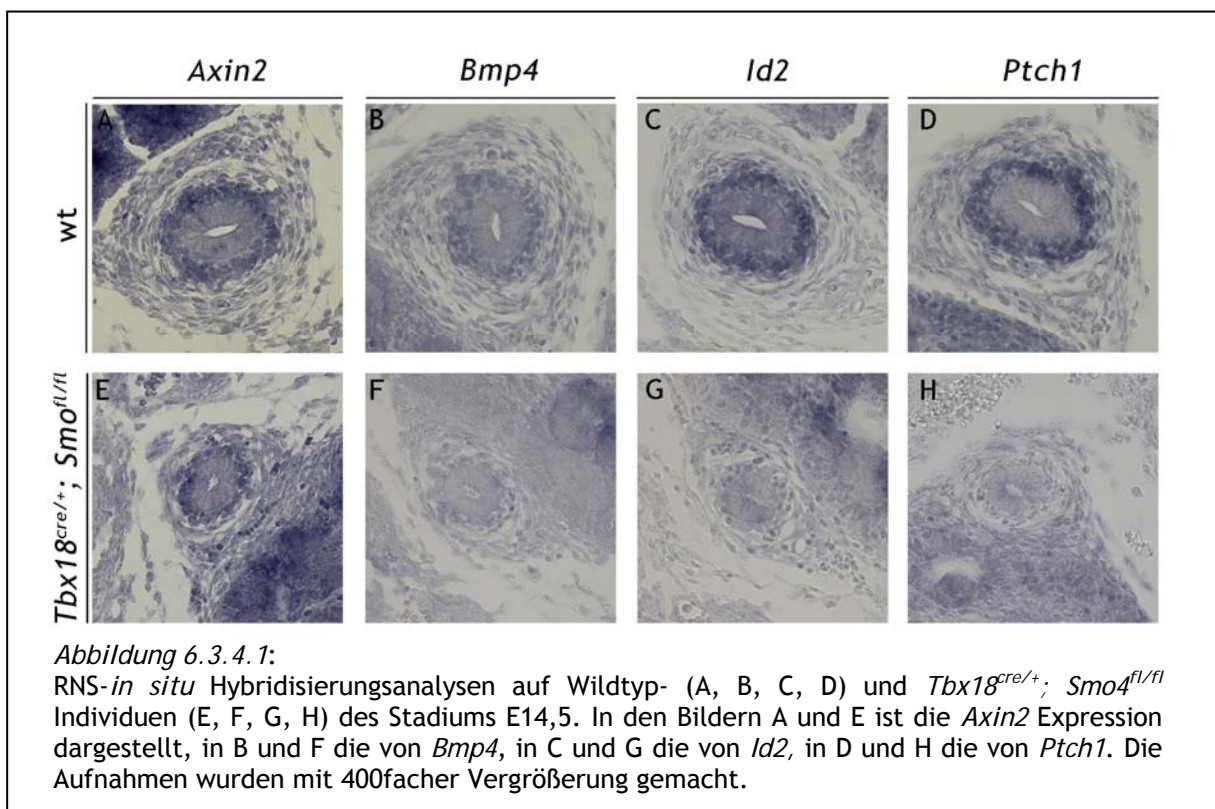 Axin2 Bmp4 Id2 Ptch1
wt
A B C D
Tbx18cre/+; Smofl/fl
E F G H
Abbildung 6.3.4.1:
RNS-in situ Hybridisierungsanalysen auf Wildtyp- (A, B, C, D) und Tbx18cre/+; Smo4fl/fl
Individuen (E, F, G, H) des Stadiums E14,5. In den Bildern A und E ist die Axin2 Expression
dargestellt, in B und F die von Bmp4, in C und G die von Id2, in D und H die von Ptch1. Die
Aufnahmen wurden mit 400facher Vergrößerung gemacht.